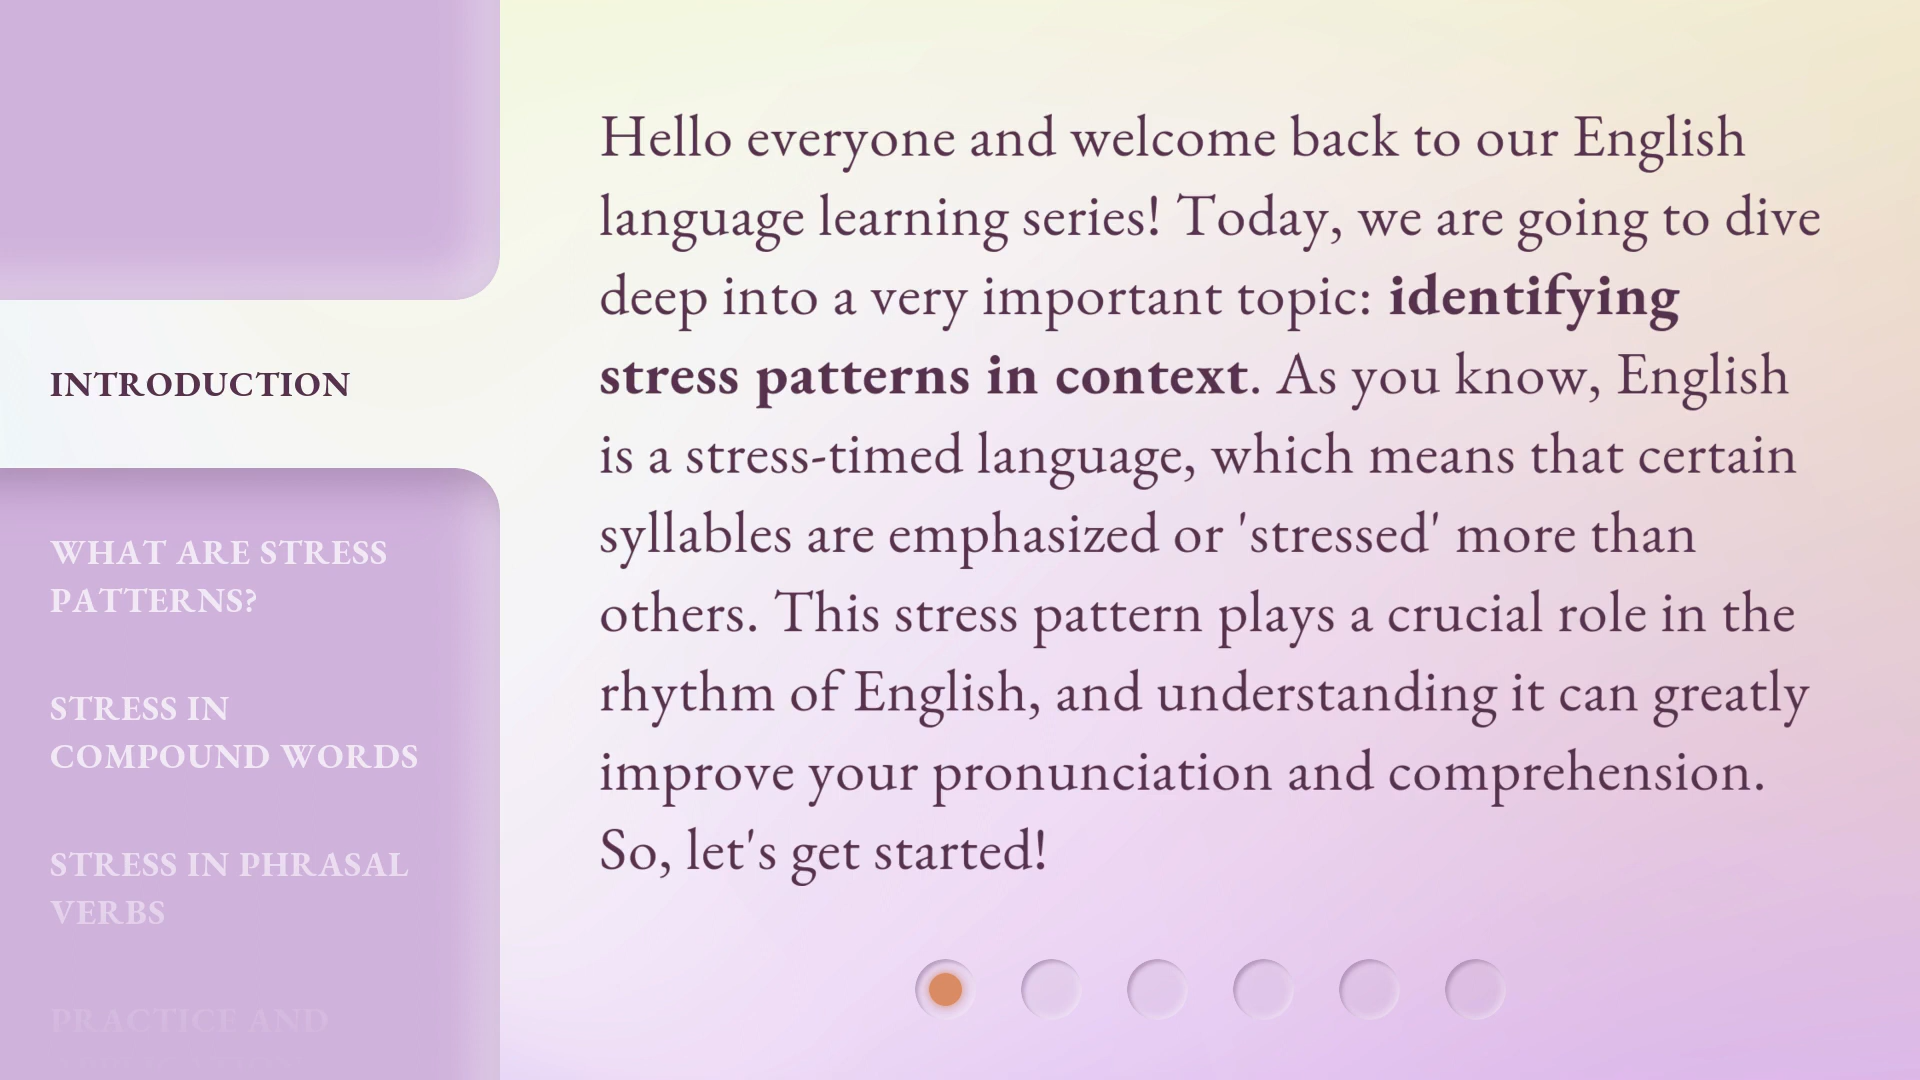 INTRODUCTION
WHAT ARE STRESS
PATTERNS?
STRESS IN
COMPOUND WORDS
STRESS IN PHRASAL
VERBS
PRACTICE AND
Hello everyone and welcome back to our English
language learning series! Today, we are going to dive
deep into a very important topic: identifying
stress patterns in context. As you know, English
is a stress-timed language, which means that certain
syllables are emphasized or 'stressed' more than
others. This stress pattern plays a crucial role in the
rhythm of English, and understanding it can greatly
improve your pronunciation and comprehension.
So, let's get started!